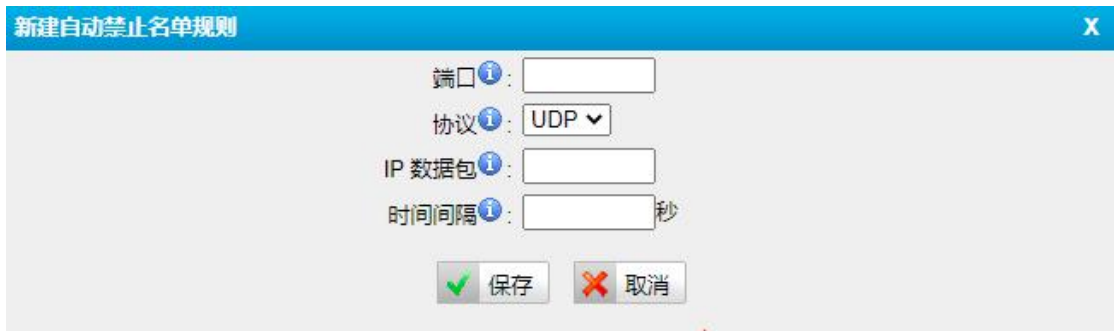 新建自动禁止名单规则 X
端口 i :
协议 i : UDP
IP 数据包 i :
时间间隔 i : 秒
保存 取消